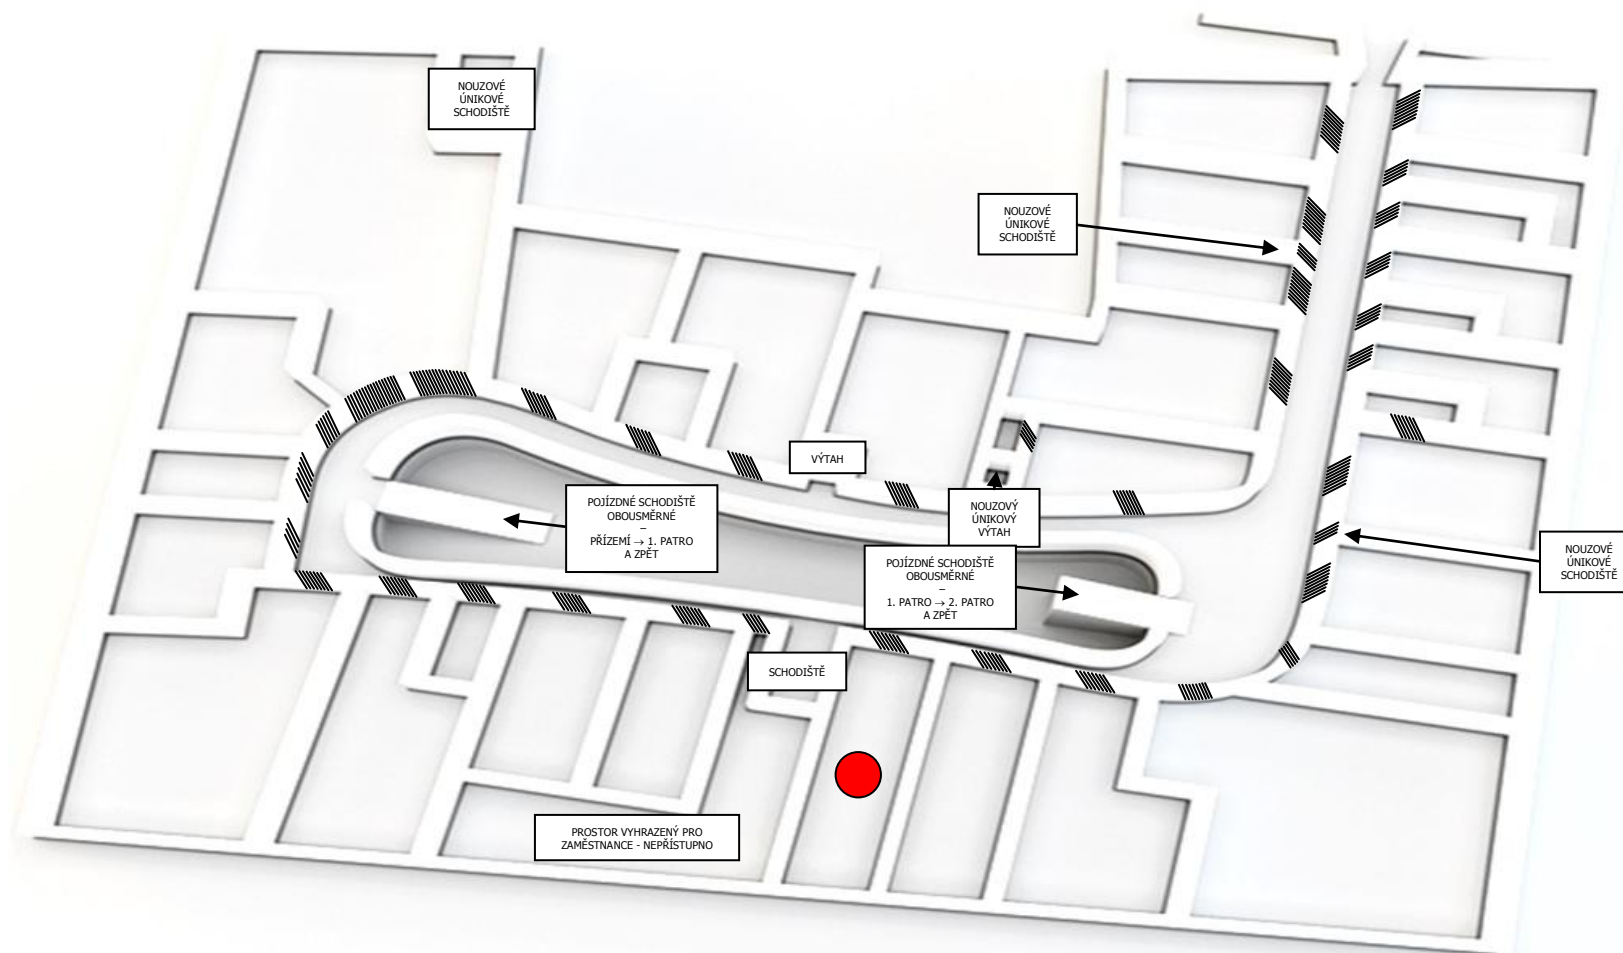 NOUZOVÉ
ÚNIKOVÉ
SCHODIŠTĚ
NOUZOVÉ
ÚNIKOVÉ
SCHODIŠTĚ
VÝTAH
POJÍZDNÉ SCHODIŠTĚ
OBOUSMĚRNÉ
–
PŘÍZEMÍ → 1. PATRO
A ZPĚT
NOUZOVÝ
ÚNIKOVÝ
VÝTAH
POJÍZDNÉ SCHODIŠTĚ
OBOUSMĚRNÉ
–
1. PATRO → 2. PATRO
A ZPĚT
NOUZOVÉ
ÚNIKOVÉ
SCHODIŠTĚ
SCHODIŠTĚ
PROSTOR VYHRAZENÝ PRO
ZAMĚSTNANCE - NEPŘÍSTUPNO